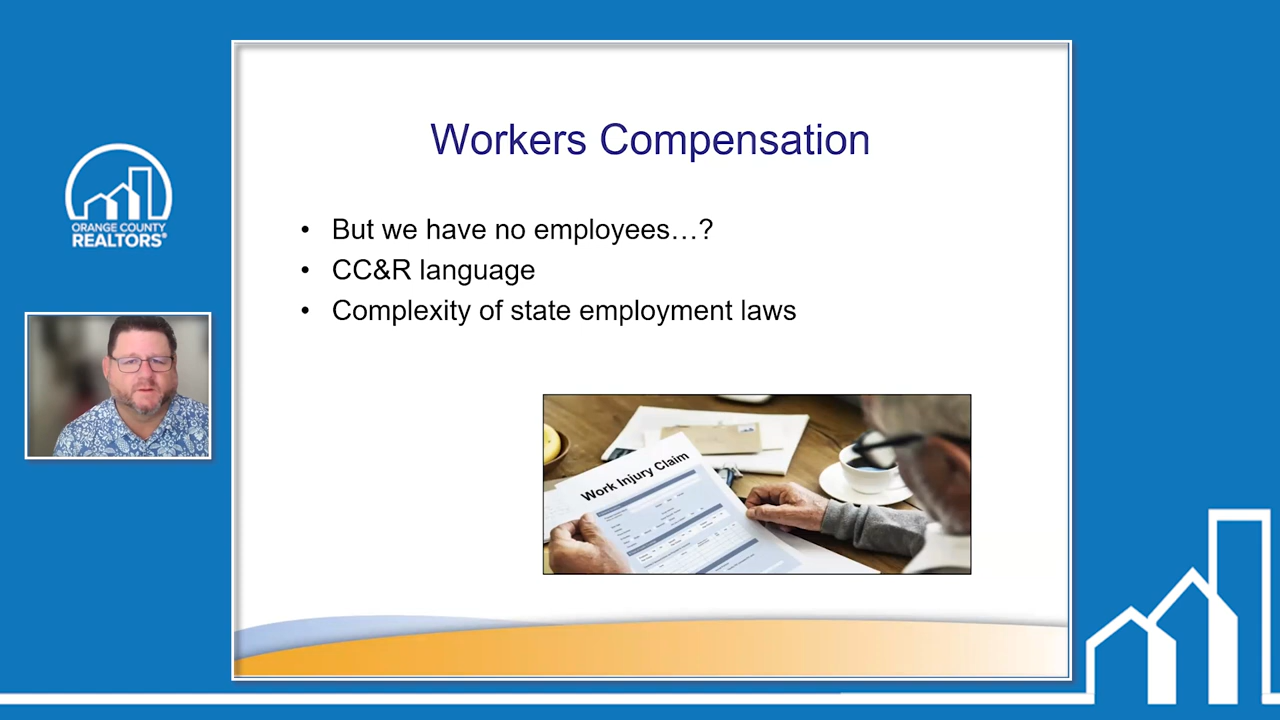 ORANGE COUNTY
REALTORS®
Workers Compensation
• But we have no employees…?
• CC&R language
• Complexity of state employment laws
Work Injury Claim